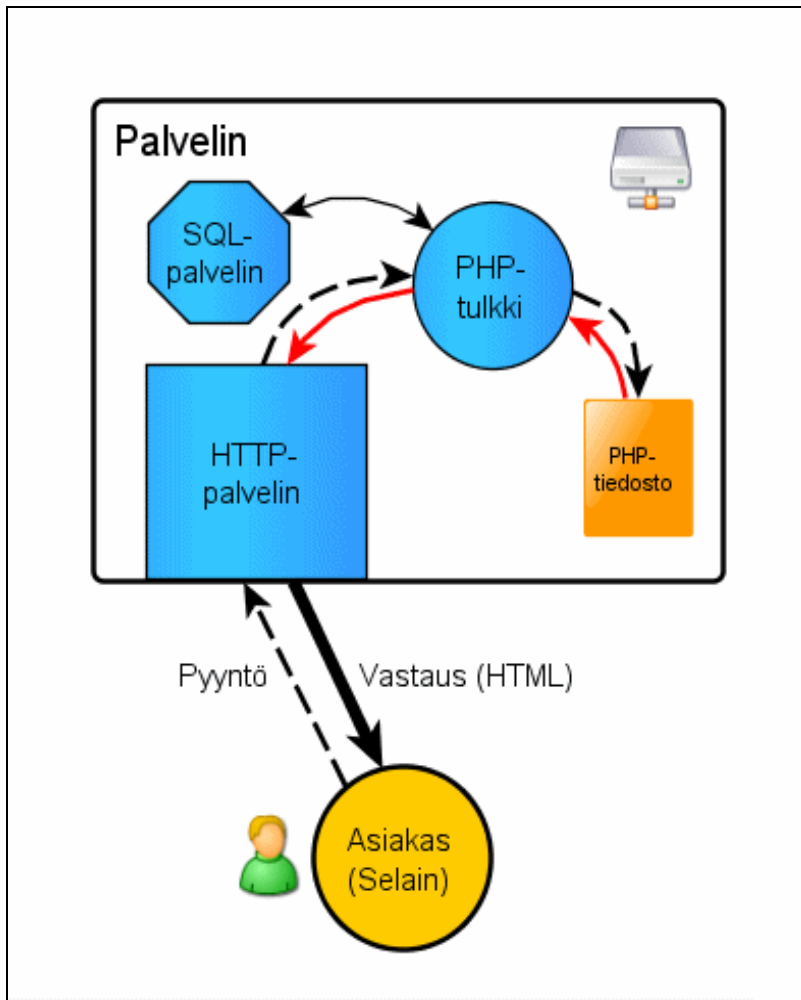 Palvelin
SQL-
palvelin
PHP-
tulkki
HTTP-
palvelin
PHP-
tiedosto
Pyyntö
Vastaus (HTML)
Asiakas
(Selain)